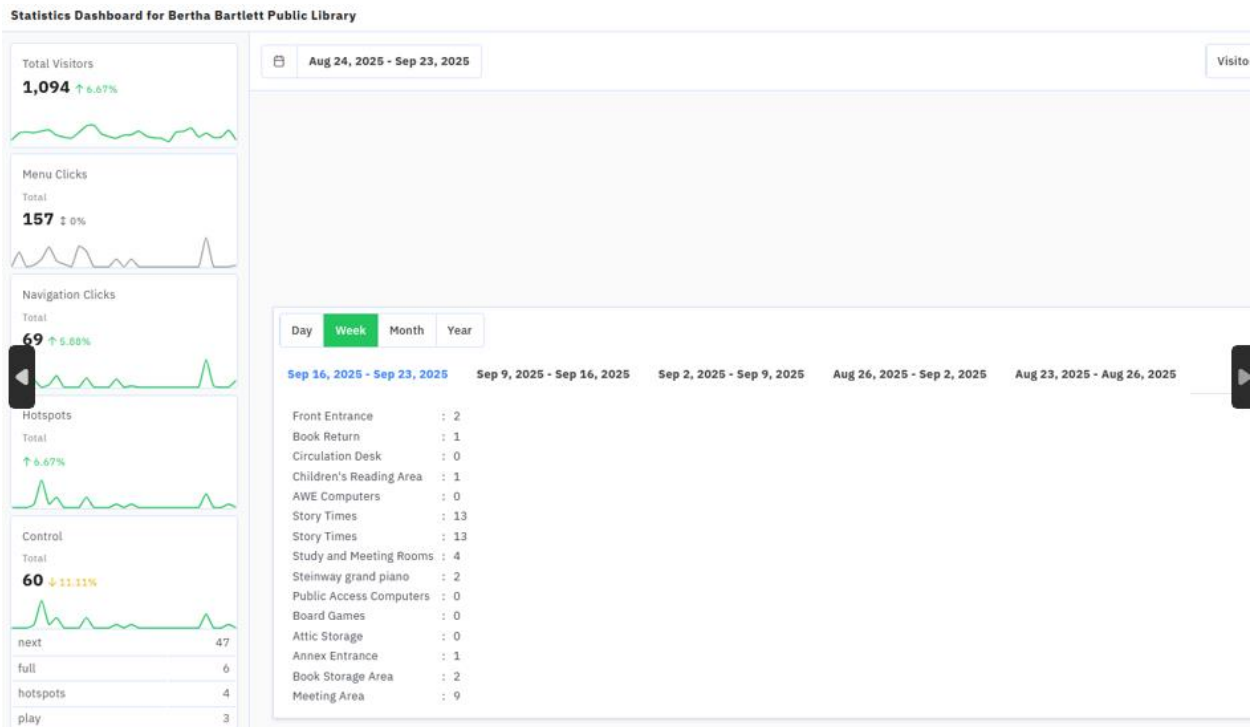 Statistics Dashboard for Bertha Bartlett Public Library
Total Visitors
1,094 ↑ 6.67%
Menu Clicks
Total
157 ↕ 0%
Navigation Clicks
Total
69 ↑ 5.88%
Hotspots
Total
↑ 6.67%
Control
Total
60 ↓ 11.11%
next 47
full 6
hotspots 4
play 3
Aug 24, 2025 - Sep 23, 2025
Visito
Day Week Month Year
Sep 16, 2025 - Sep 23, 2025 Sep 9, 2025 - Sep 16, 2025 Sep 2, 2025 - Sep 9, 2025 Aug 26, 2025 - Sep 2, 2025 Aug 23, 2025 - Aug 26, 2025
Front Entrance : 2
Book Return : 1
Circulation Desk : 0
Children's Reading Area : 1
AWE Computers : 0
Story Times : 13
Story Times : 13
Study and Meeting Rooms : 4
Steinway grand piano : 2
Public Access Computers : 0
Board Games : 0
Attic Storage : 0
Annex Entrance : 1
Book Storage Area : 2
Meeting Area : 9